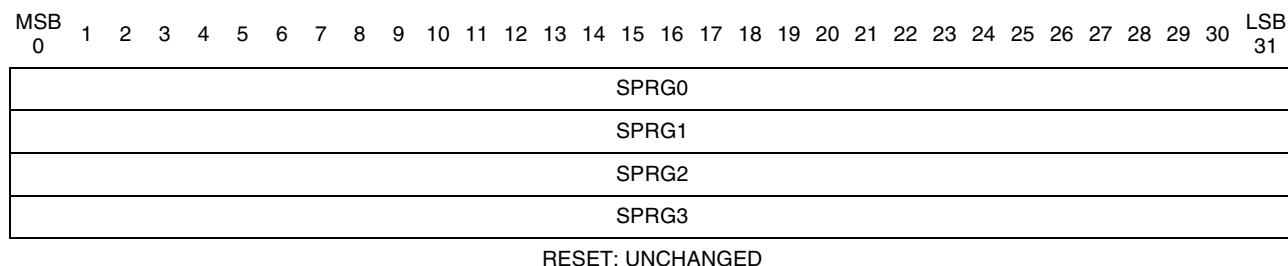 MSB LSB
0 1 2 3 4 5 6 7 8 9 10 11 12 13 14 15 16 17 18 19 20 21 22 23 24 25 26 27 28 29 30 31
SPRG0
SPRG1
SPRG2
SPRG3
RESET: UNCHANGED